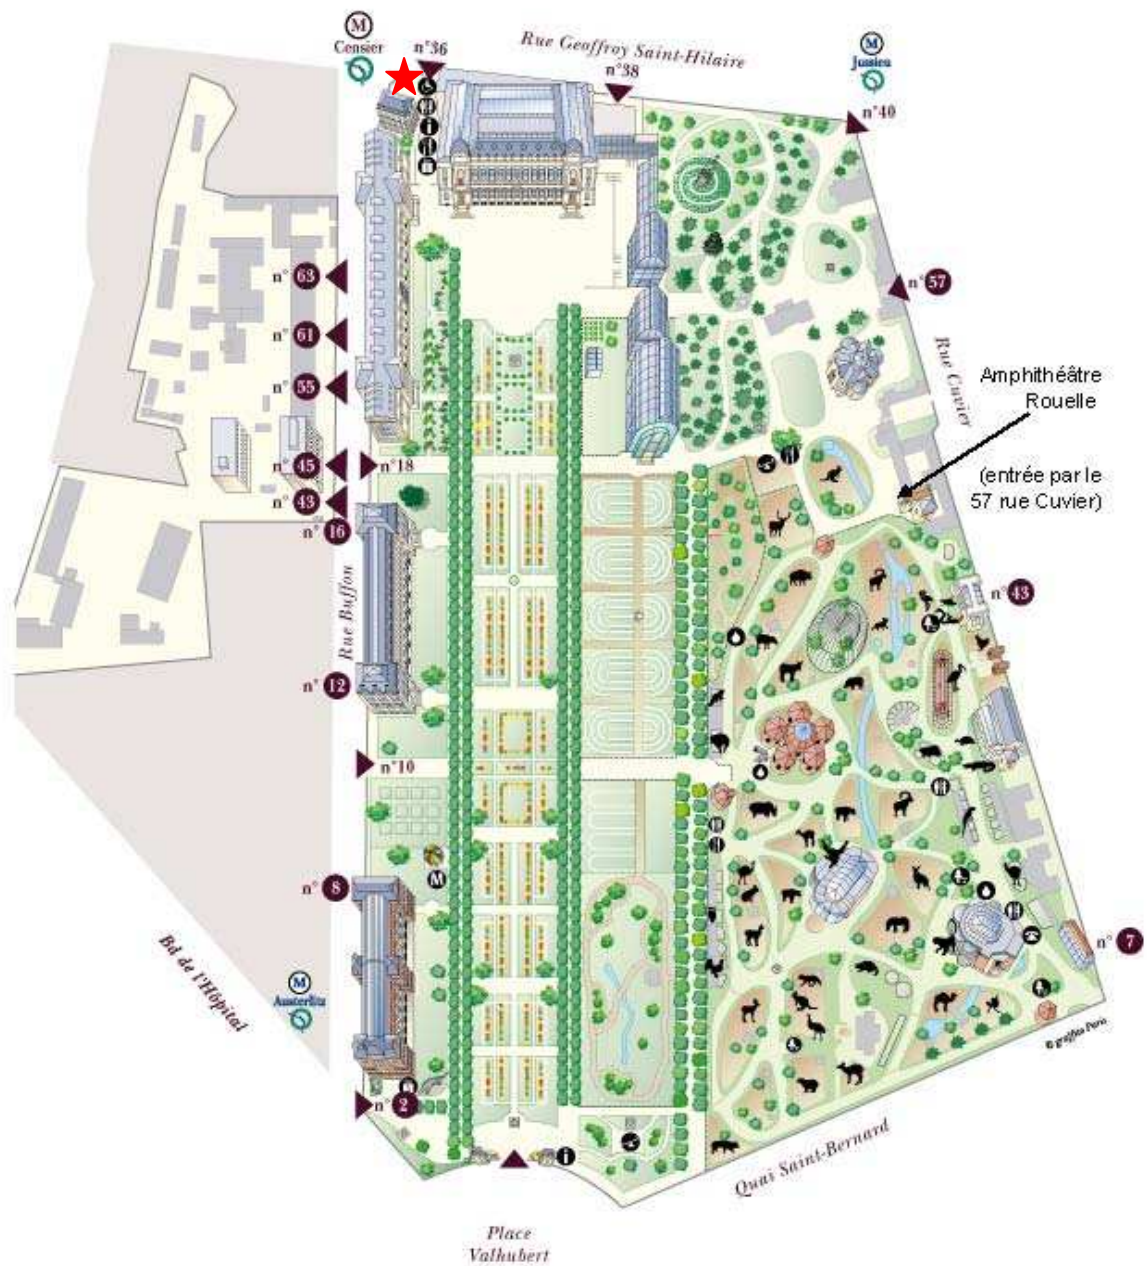 M
Censier
n°36
Rue Geoffroy Saint-Hilaire
n°38
M
Jussieu
n°40
n° 63
n° 57
n° 61
Rue Cuvier
n° 55
Amphithéâtre
Rouelle
n° 45
n°18
(entrée par le
57 rue Cuvier)
n° 43
n° 16
Rue Buffon
n° 43
n° 12
n°10
M
n° 8
Bd de l'Hôpital
n° 7
M
Austerlitz
© graffito Paris
n° 2
i
Quai Saint-Bernard
Place
Valhubert